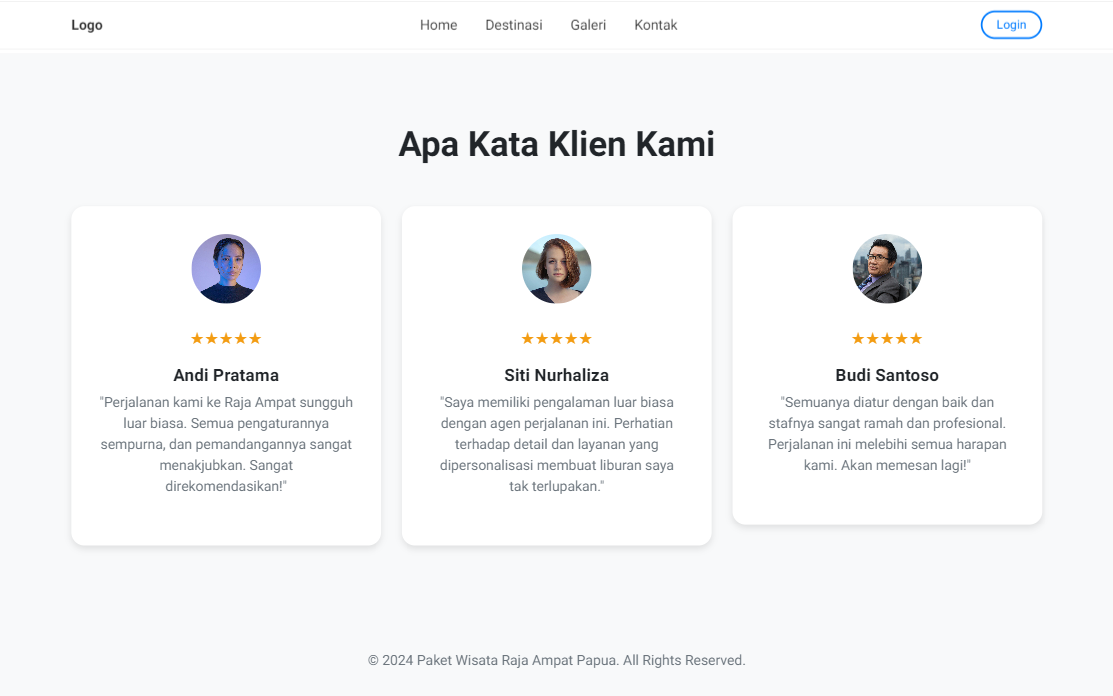 Logo
Home Destinasi Galeri Kontak
Login
Apa Kata Klien Kami
★★★★★
Andi Pratama
"Perjalanan kami ke Raja Ampat sungguh
luar biasa. Semua pengaturannya
sempurna, dan pemandangannya sangat
menakjubkan. Sangat
direkomendasikan!"
★★★★★
Siti Nurhaliza
"Saya memiliki pengalaman luar biasa
dengan agen perjalanan ini. Perhatian
terhadap detail dan layanan yang
dipersonalisasi membuat liburan saya
tak terlupakan."
★★★★★
Budi Santoso
"Semuanya diatur dengan baik dan
stafnya sangat ramah dan profesional.
Perjalanan ini melebihi semua harapan
kami. Akan memesan lagi!"
© 2024 Paket Wisata Raja Ampat Papua. All Rights Reserved.